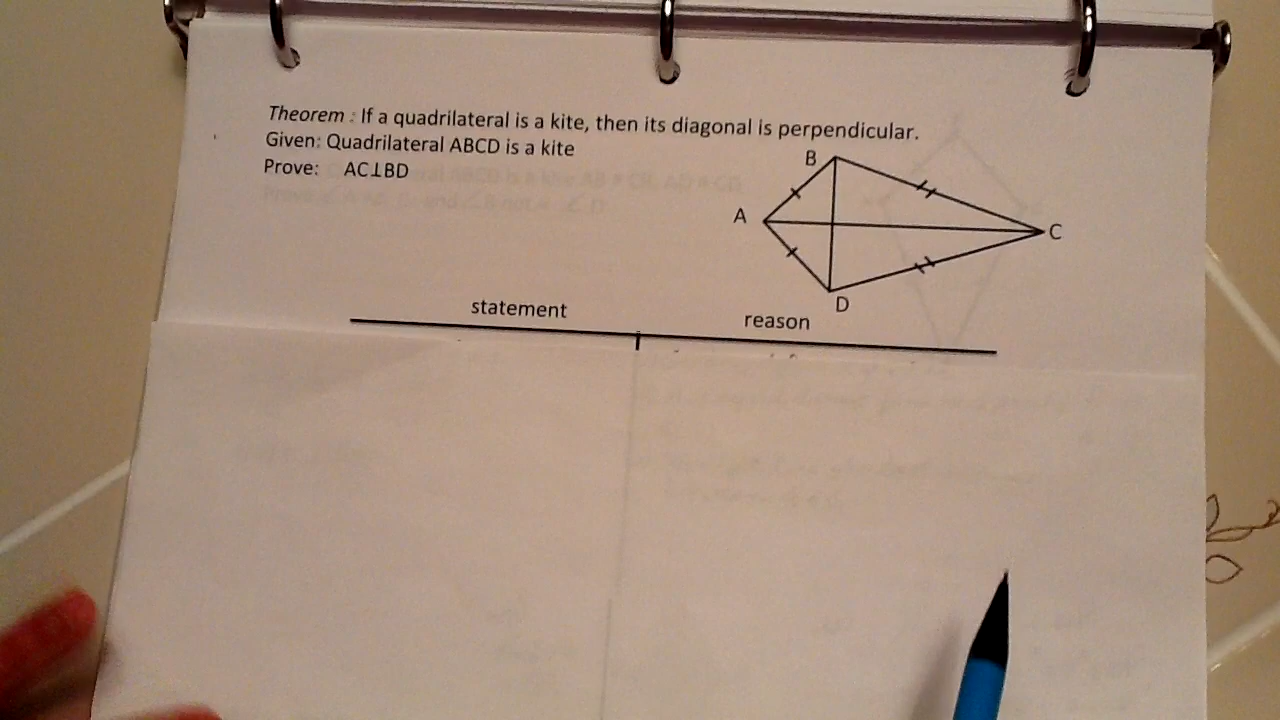 Theorem : If a quadrilateral is a kite, then its diagonal is perpendicular.
Given: Quadrilateral ABCD is a kite
Prove: AC⊥BD
B
A
C
D
statement
reason